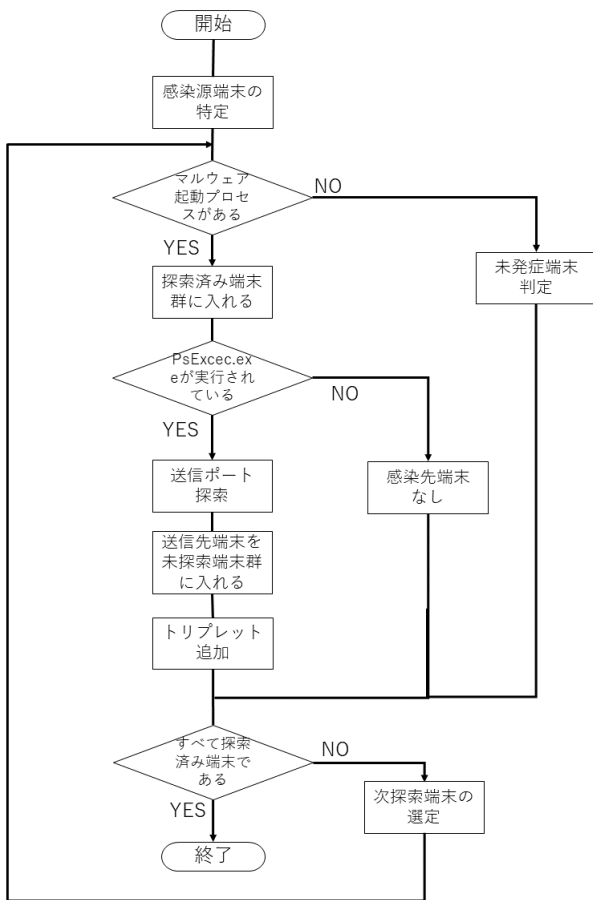 開始
感染源端末の
特定
マルウェア
起動プロセ
スがある
NO
YES
未発症端末
判定
探索済み端末
群に入れる
PsExcec.ex
eが実行され
ている
NO
YES
送信ポート
探索
感染先端末
なし
送信先端末を
未探索端末群
に入れる
トリプレット
追加
すべて探索
済み端末で
ある
NO
YES
次探索端末の
選定
終了